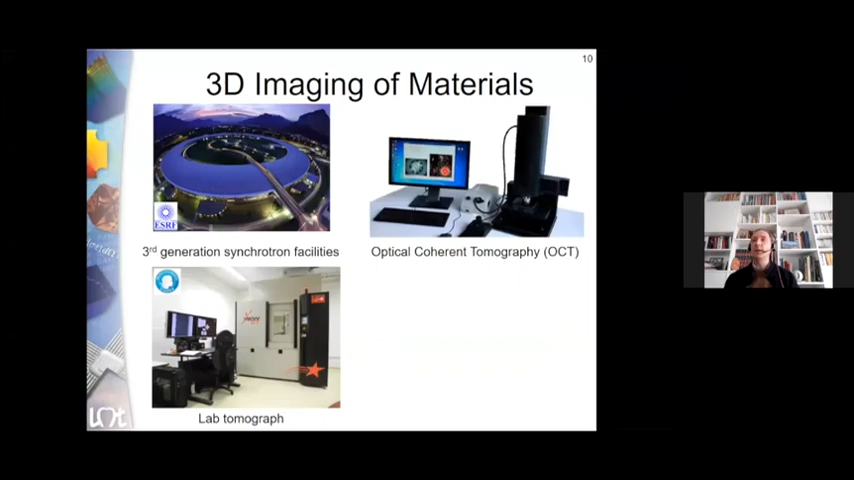 10
3D Imaging of Materials
ESRF
3rd generation synchrotron facilities
Optical Coherent Tomography (OCT)
Lab tomograph